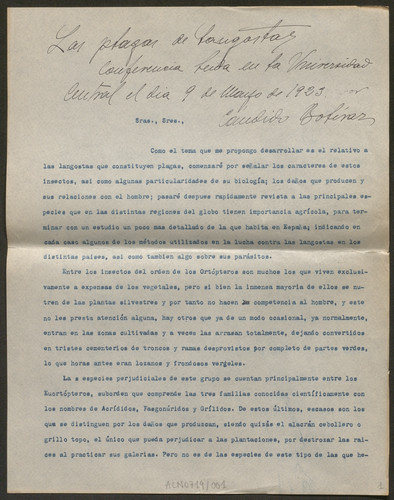 Las plagas de langostas
Conferencia leida en la Universidad
Central el dia 9 de Marzo de 1933 por
Candido Bolivar
Sras., Sres.,
Como el tema que me propongo desarrollar es el relativo a
las langostas que constituyen plagas, comenzaré por señalar los caracteres de estos
insectos, asi como algunas particularidades de su biología; los daños que producen y
sus relaciones con el hombre; pasaré despues rapidamente revista a las principales es
pecies que en las distintas regiones del globo tienen importancia agrícola, para ter-
minar con un estudio un poco mas detallado de la que habita en España; indicando en
cada caso algunos de los métodos utilizados en la lucha contra las langostas en los
distintos paises, asi como tambien algo sobre sus parásitos.
Entre los insectos del orden de los Ortópteros son muchos los que viven exclusi-
vamente a expensas de los vegetales, pero si bien la inmensa mayoria de ellos se nu-
tren de las plantas silvestres y por tanto no hacen competencia al hombre, y este
no les presta atención alguna, hay otros que ya de un modo ocasional, ya normalmente,
entran en las zonas cultivadas y a veces las arrasan totalmente, dejando convertidos
en tristes cementerios de troncos y ramas desprovistos por completo de partes verdes,
lo que horas antes eran lozanos y frondosos vergeles.
La s especies perjudiciales de este grupo se cuentan principalmente entre los
Euortópteros, suborden que comprende las tres familias conocidas científicamente con
los nombres de Acrídidos, Fasgonúridos y Grílidos. De estos últimos, escasos son los
que se distinguen por los daños que produzcan, siendo quizás el alacrán cebollero o
grillo topo, el único que pueda perjudicar a las plantaciones, por destrozar las rai-
ces al practicar sus galerias. Pero no es de las especies de este tipo de las que he-
ACN0714/001
1